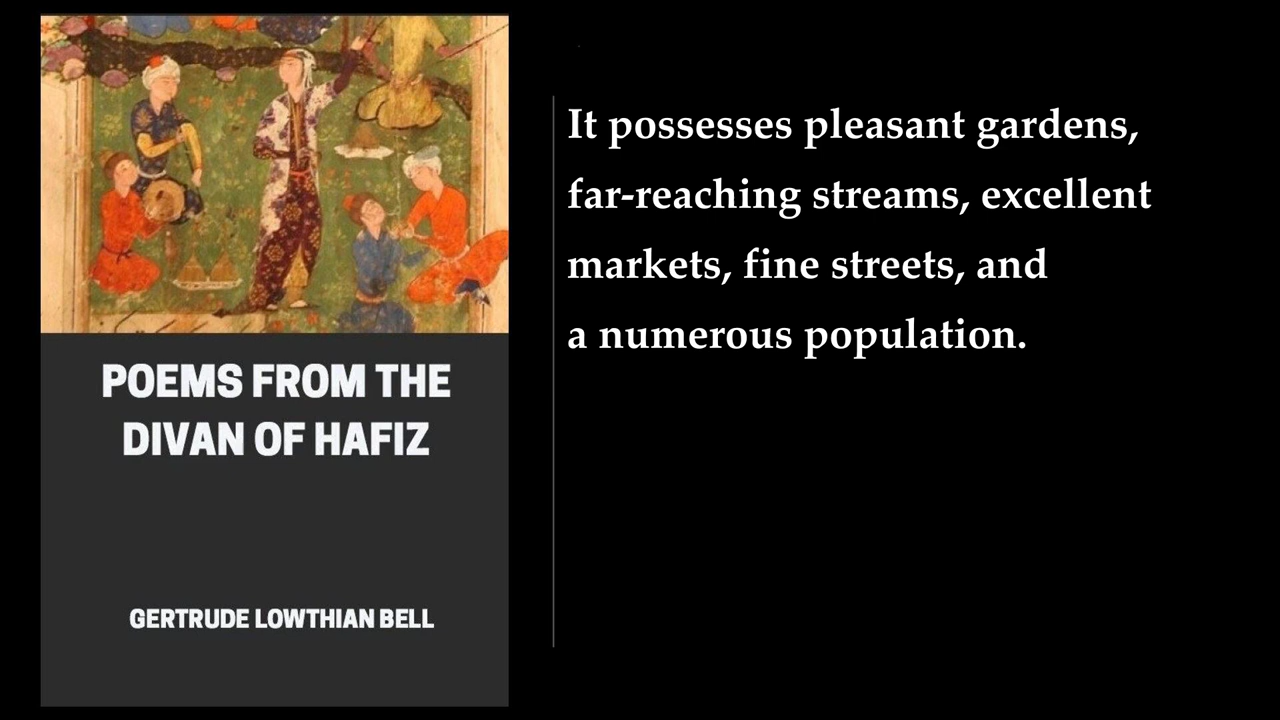 POEMS FROM THE
DIVAN OF HAFIZ
GERTRUDE LOWTHIAN BELL
It possesses pleasant gardens,
far-reaching streams, excellent
markets, fine streets, and
a numerous population.